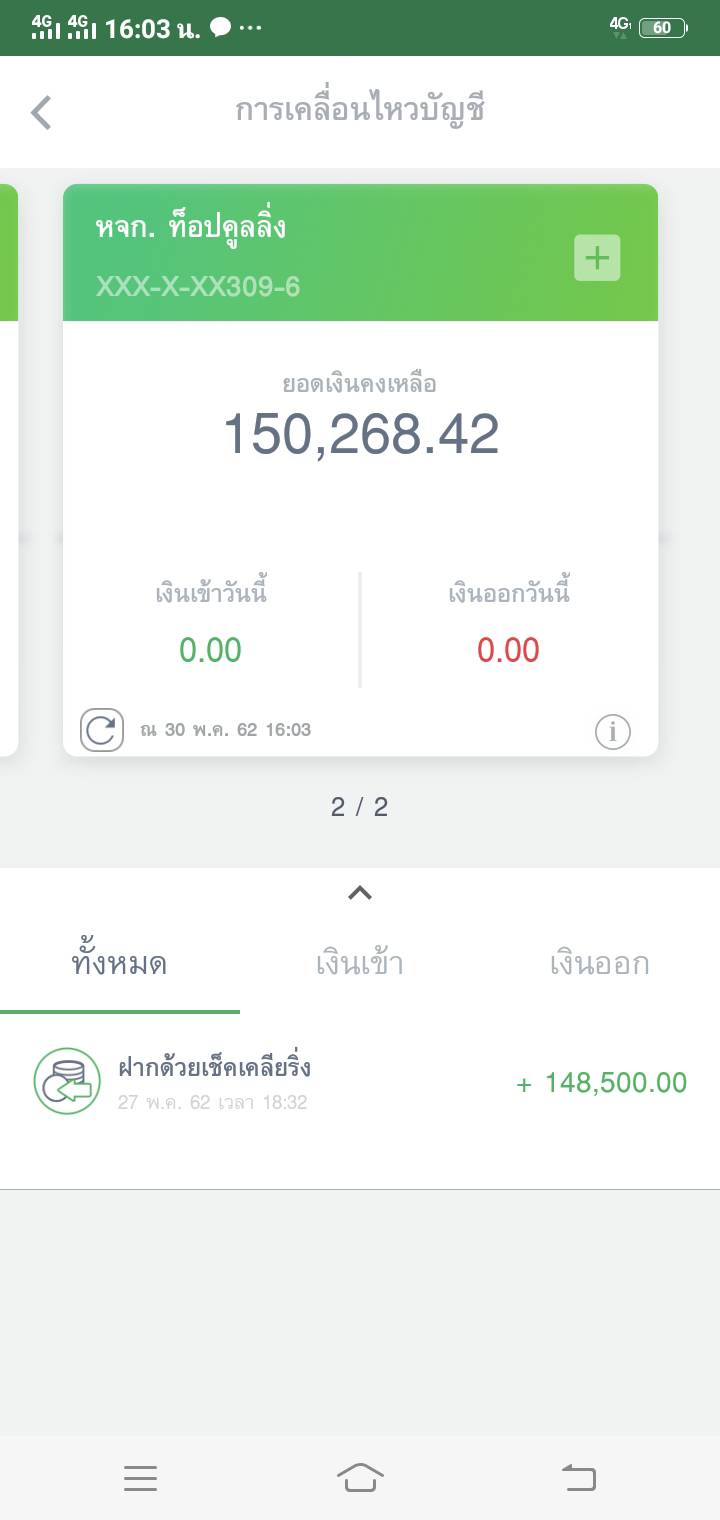 4G 4G 16:03 น. ... 4G 60
การเคลื่อนไหวบัญชี
หจก. ท็อปคูลลิ่ง
XXX-X-XX309-6
ยอดเงินคงเหลือ
150,268.42
เงินเข้าวันนี้ เงินออกวันนี้
0.00 0.00
ณ 30 พ.ค. 62 16:03
2 / 2
ทั้งหมด เงินเข้า เงินออก
ฝากด้วยเช็คเคลียริ่ง
+ 148,500.00
27 พ.ค. 62 เวลา 18:32